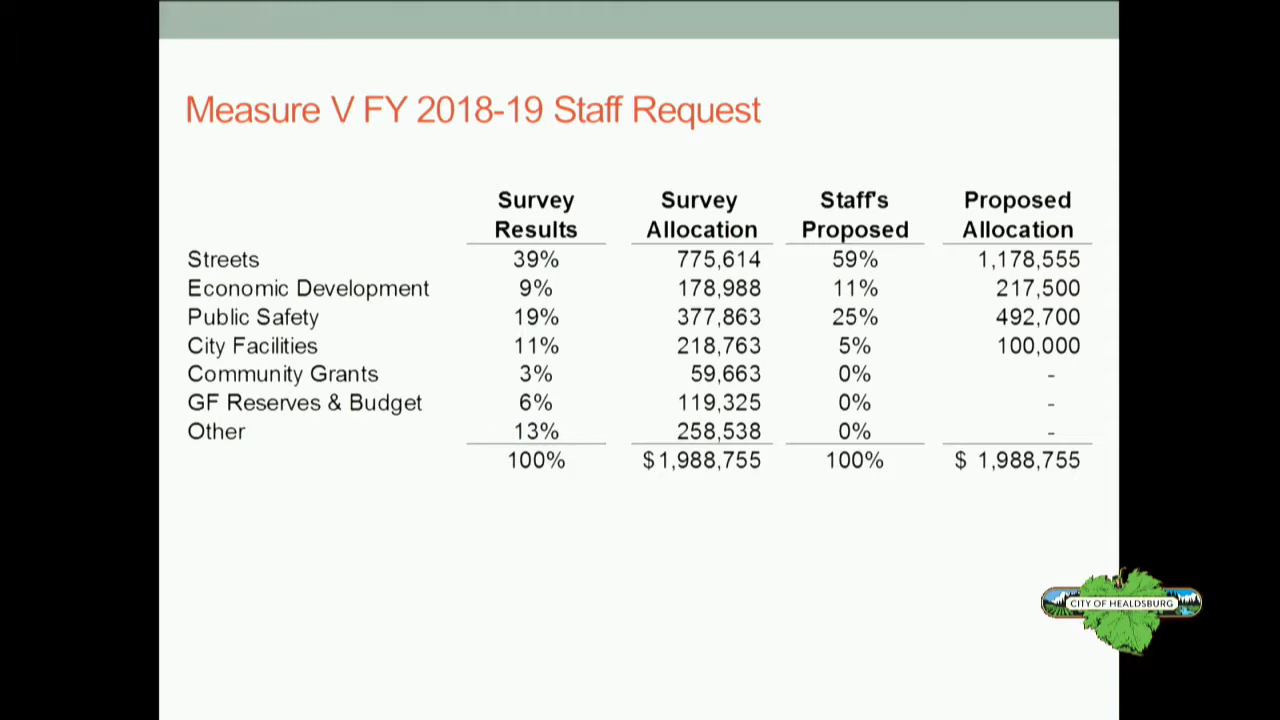 Measure V FY 2018-19 Staff Request
Survey Results Survey Allocation Staff's Proposed Proposed Allocation
Streets 39% 775,614 59% 1,178,555
Economic Development 9% 178,988 11% 217,500
Public Safety 19% 377,863 25% 492,700
City Facilities 11% 218,763 5% 100,000
Community Grants 3% 59,663 0% -
GF Reserves & Budget 6% 119,325 0% -
Other 13% 258,538 0% -
100% $1,988,755 100% $ 1,988,755
CITY OF HEALDSBURG